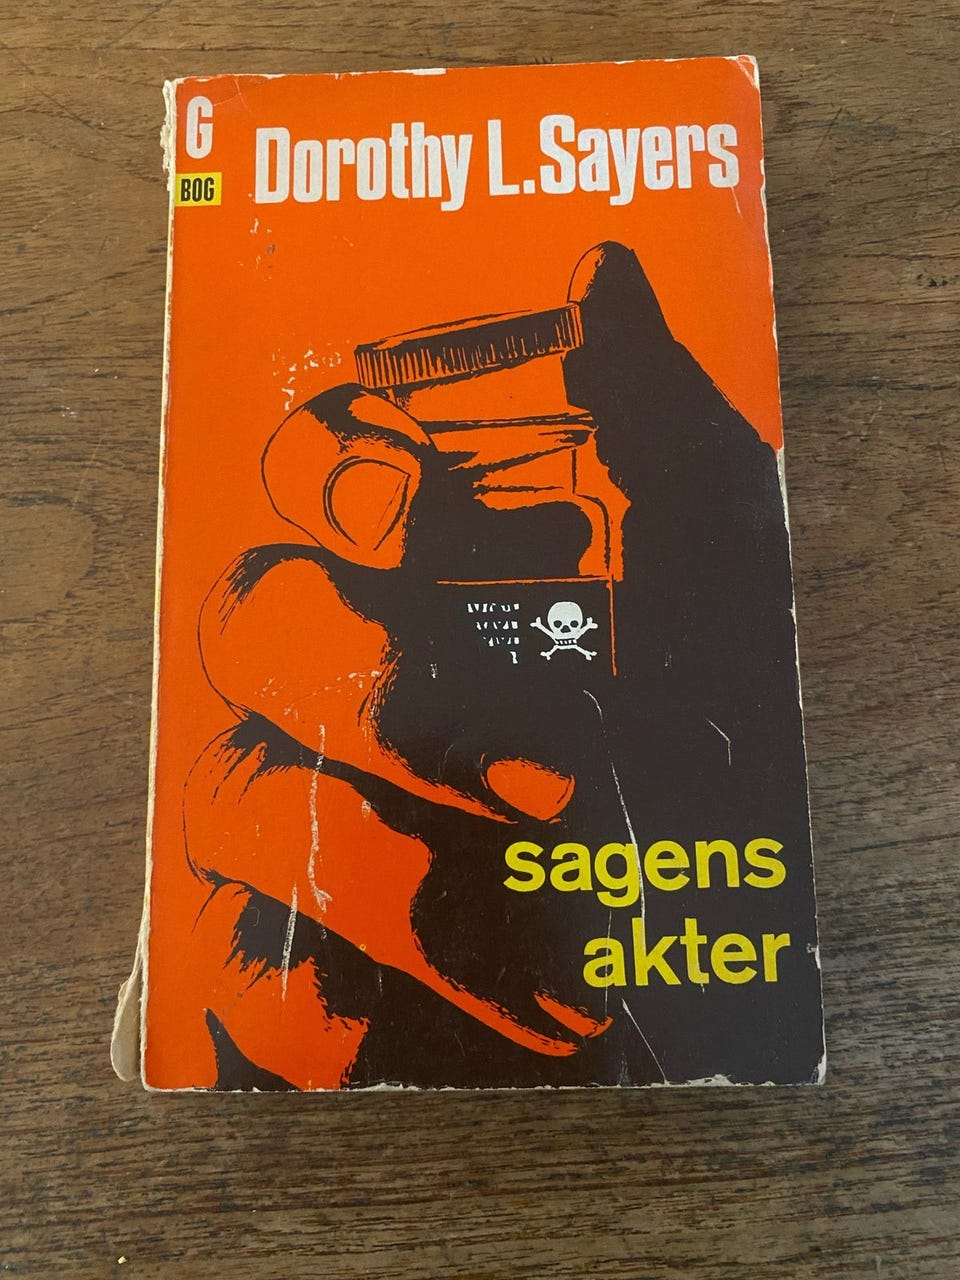 G
BOG
Dorothy L. Sayers
sagens
akter